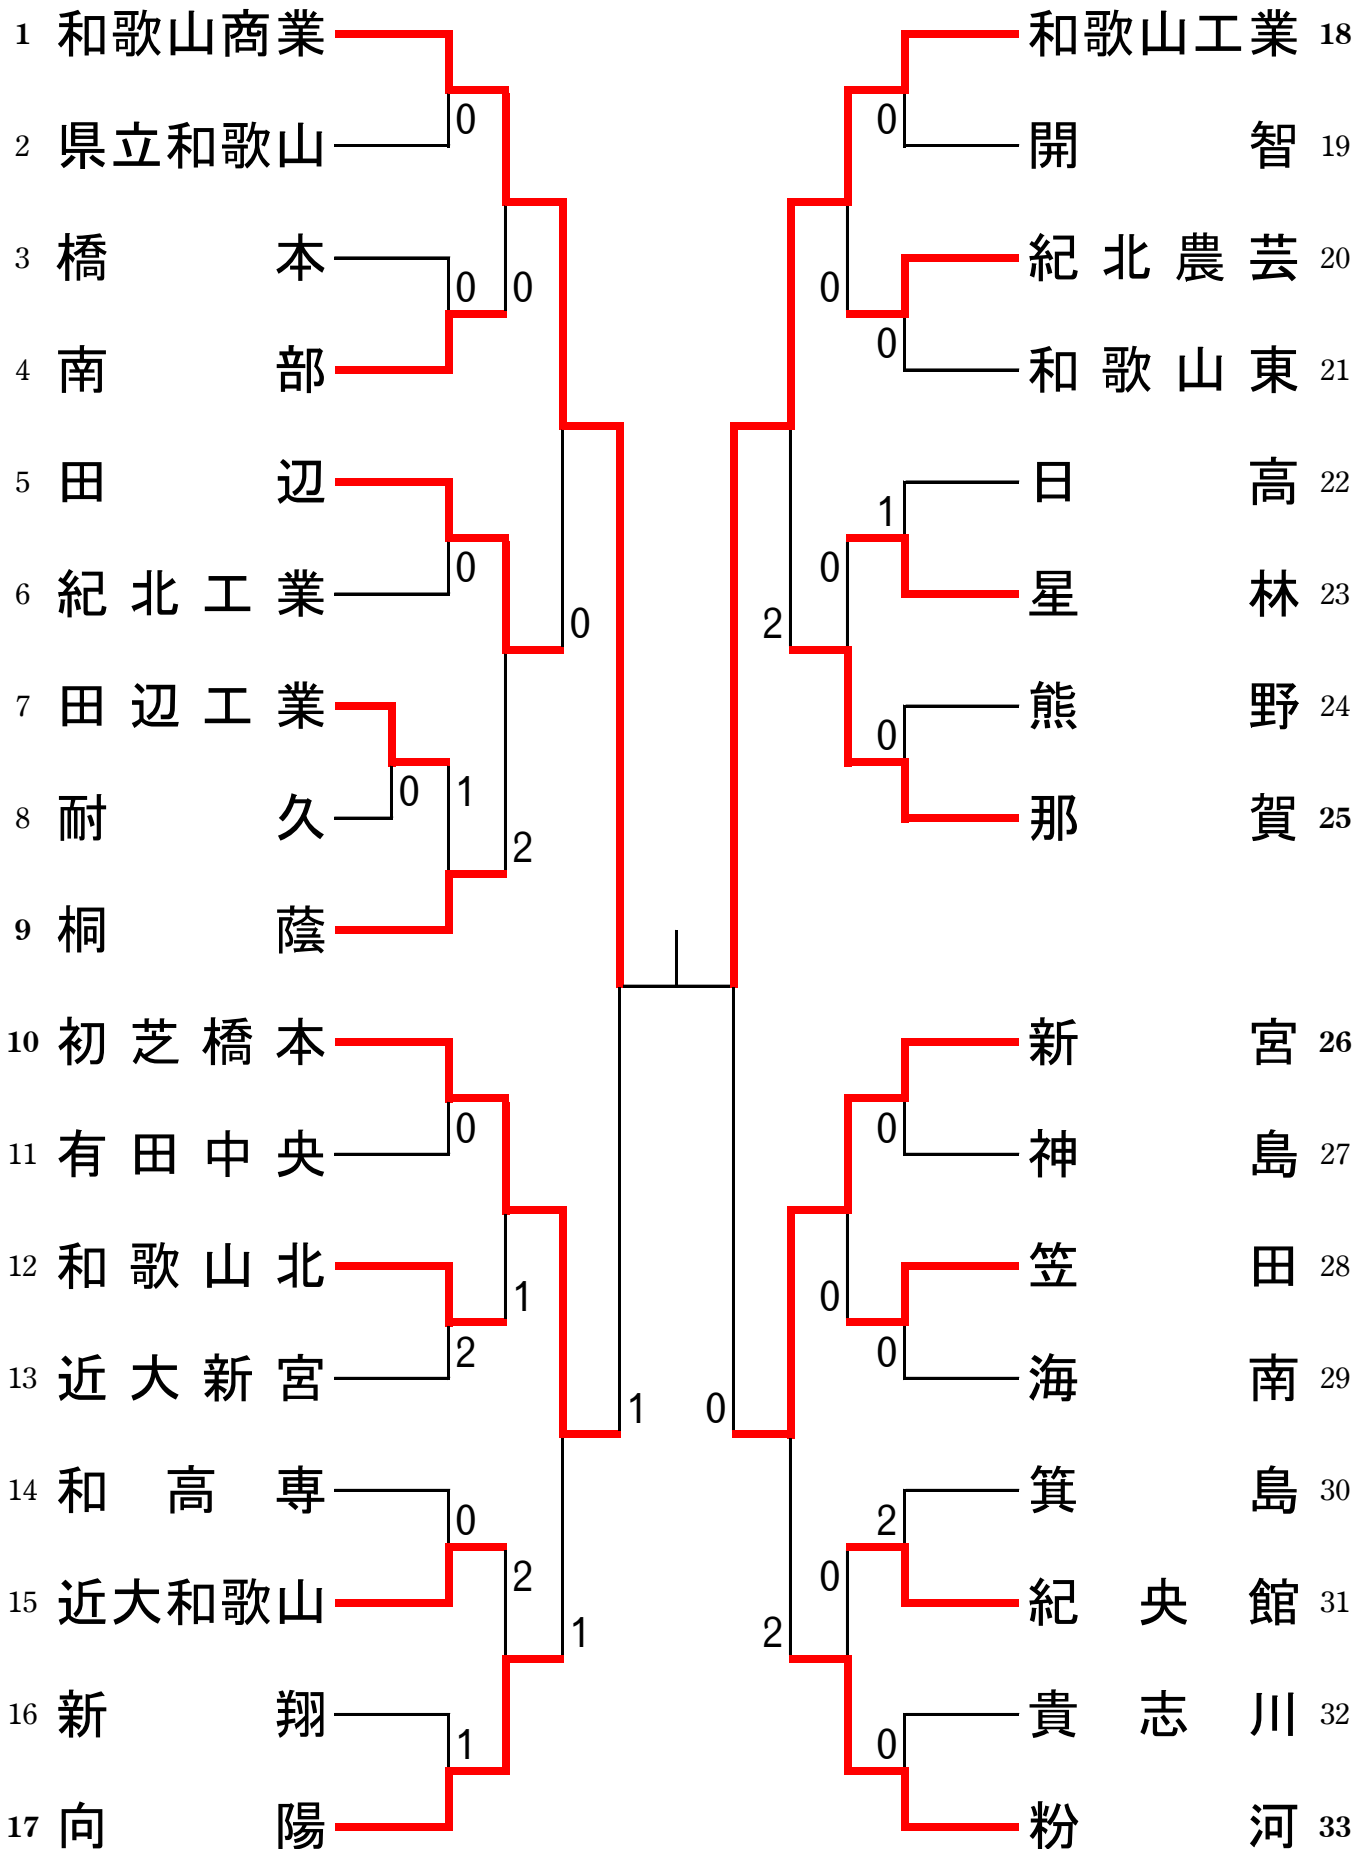 1 和歌山商業
0
2 県立和歌山
3 橋本
0 0
4 南部
5 田辺
0
6 紀北工業
0
7 田辺工業
0 1
8 耐久
2
9 桐蔭
10 初芝橋本
0
11 有田中央
12 和歌山北
1
2
13 近大新宮
1
14 和高専
0
2
15 近大和歌山
1
16 新翔
1
17 向陽
和歌山工業 18
0
開智 19
紀北農芸 20
0
0
和歌山東 21
日高 22
1
0
星林 23
2
熊野 24
0
那賀 25
新宮 26
0
神島 27
笠田 28
0
0
海南 29
0
箕島 30
2
0
紀央館 31
2
貴志川 32
0
粉河 33